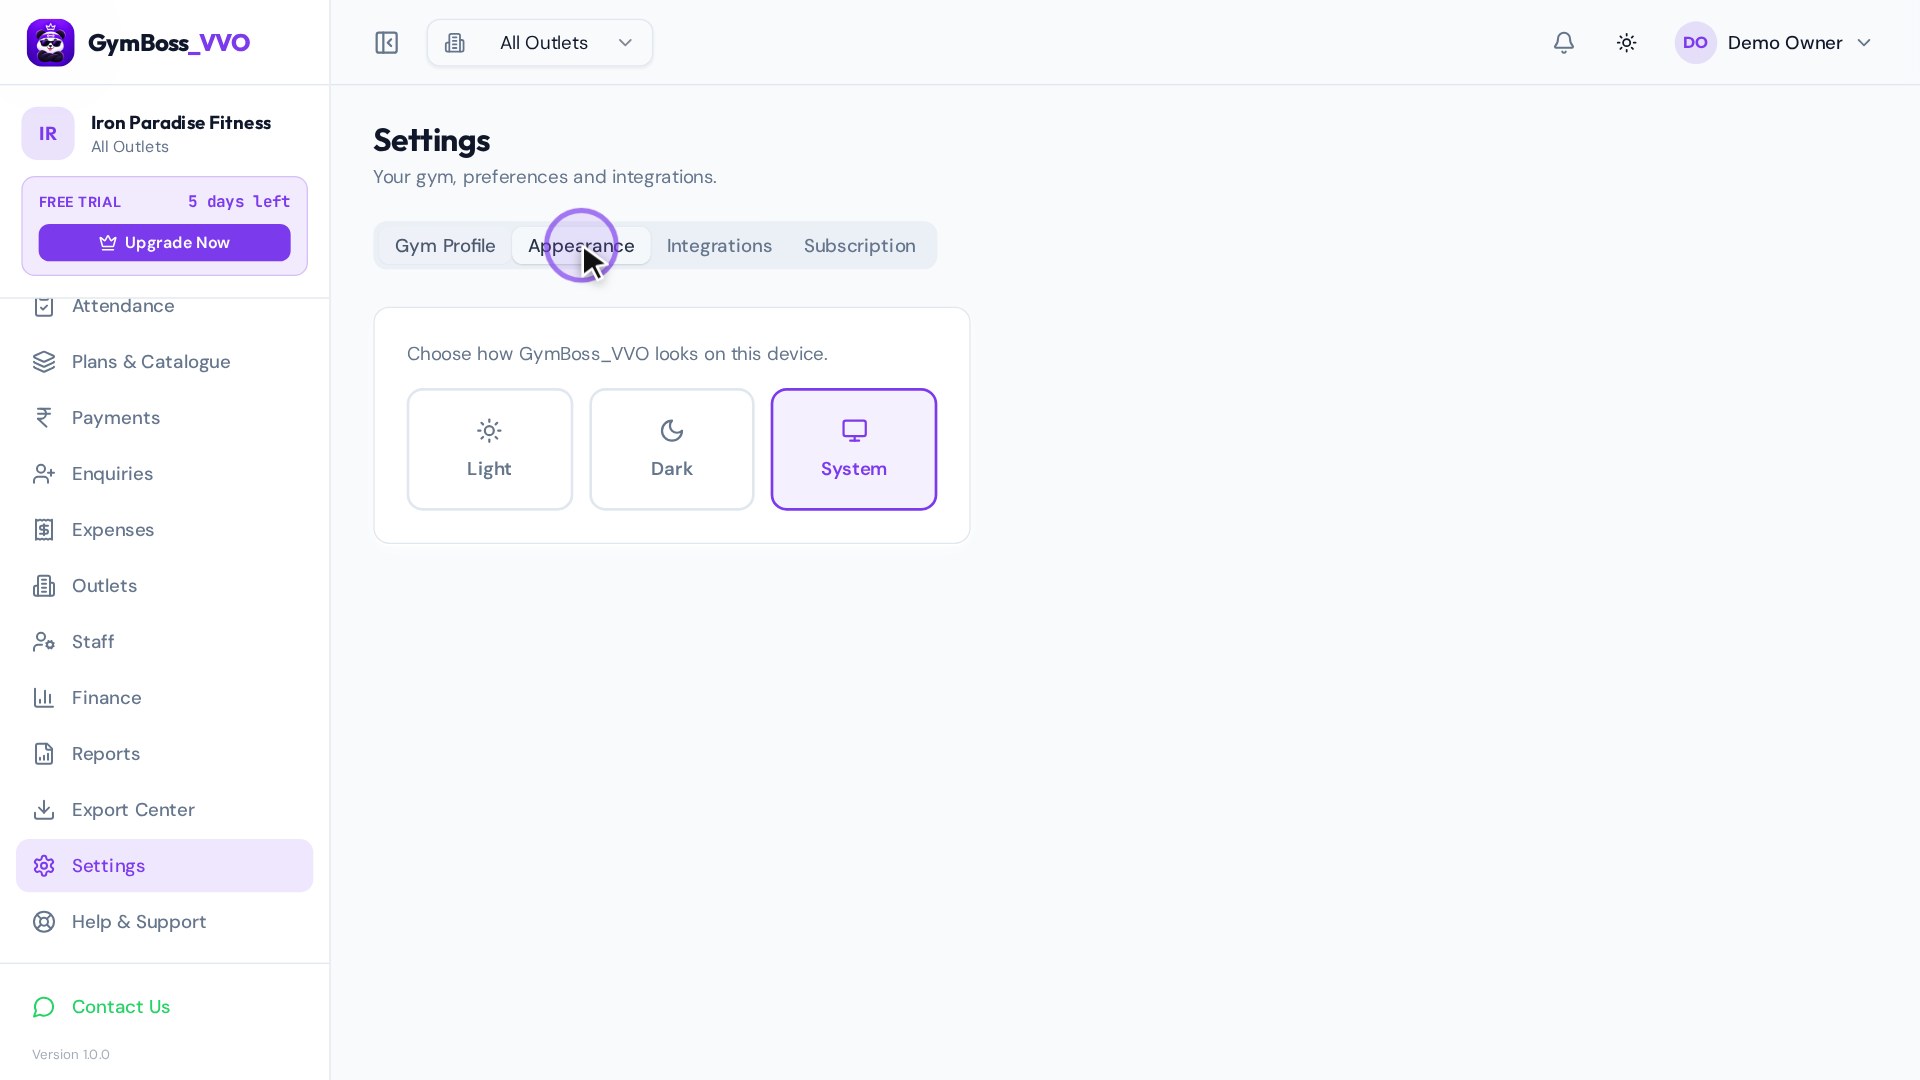 GymBoss_VVO
All Outlets
DO Demo Owner
IR Iron Paradise Fitness
All Outlets
FREE TRIAL 5 days left
Upgrade Now
Attendance
Plans & Catalogue
Payments
Enquiries
Expenses
Outlets
Staff
Finance
Reports
Export Center
Settings
Help & Support
Contact Us
Version 1.0.0
Settings
Your gym, preferences and integrations.
Gym Profile Appearance Integrations Subscription
Choose how GymBoss_VVO looks on this device.
Light Dark System